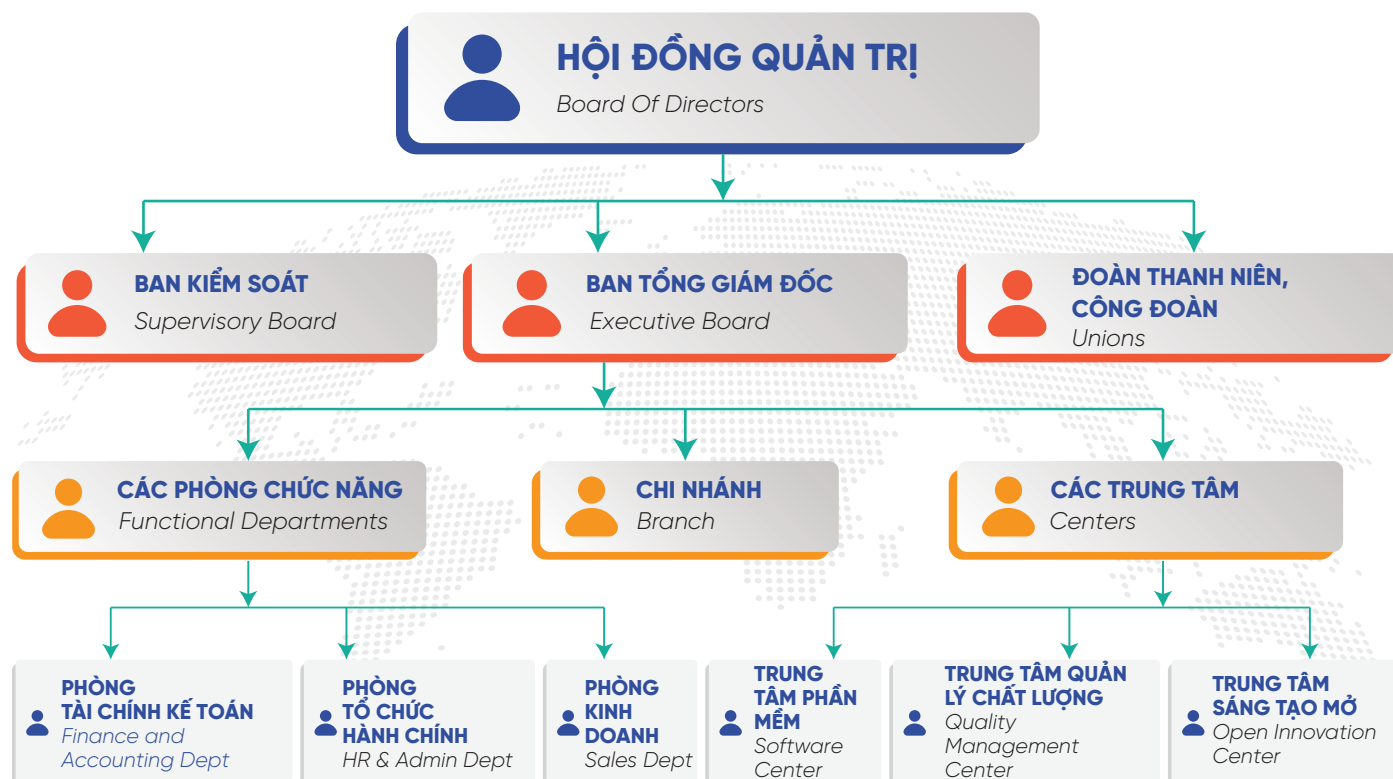 HỘI ĐỒNG QUẢN TRỊ
Board Of Directors
BAN KIỂM SOÁT
Supervisory Board
BAN TỔNG GIÁM ĐỐC
Executive Board
ĐOÀN THANH NIÊN,
CÔNG ĐOÀN
Unions
CÁC PHÒNG CHỨC NĂNG
Functional Departments
CHI NHÁNH
Branch
CÁC TRUNG TÂM
Centers
PHÒNG
TÀI CHÍNH KẾ TOÁN
Finance and
Accounting Dept
PHÒNG
TỔ CHỨC
HÀNH CHÍNH
HR & Admin Dept
PHÒNG
KINH
DOANH
Sales Dept
TRUNG
TÂM PHẦN
MỀM
Software
Center
TRUNG TÂM QUẢN
LÝ CHẤT LƯỢNG
Quality
Management
Center
TRUNG TÂM
SÁNG TẠO MỞ
Open Innovation
Center